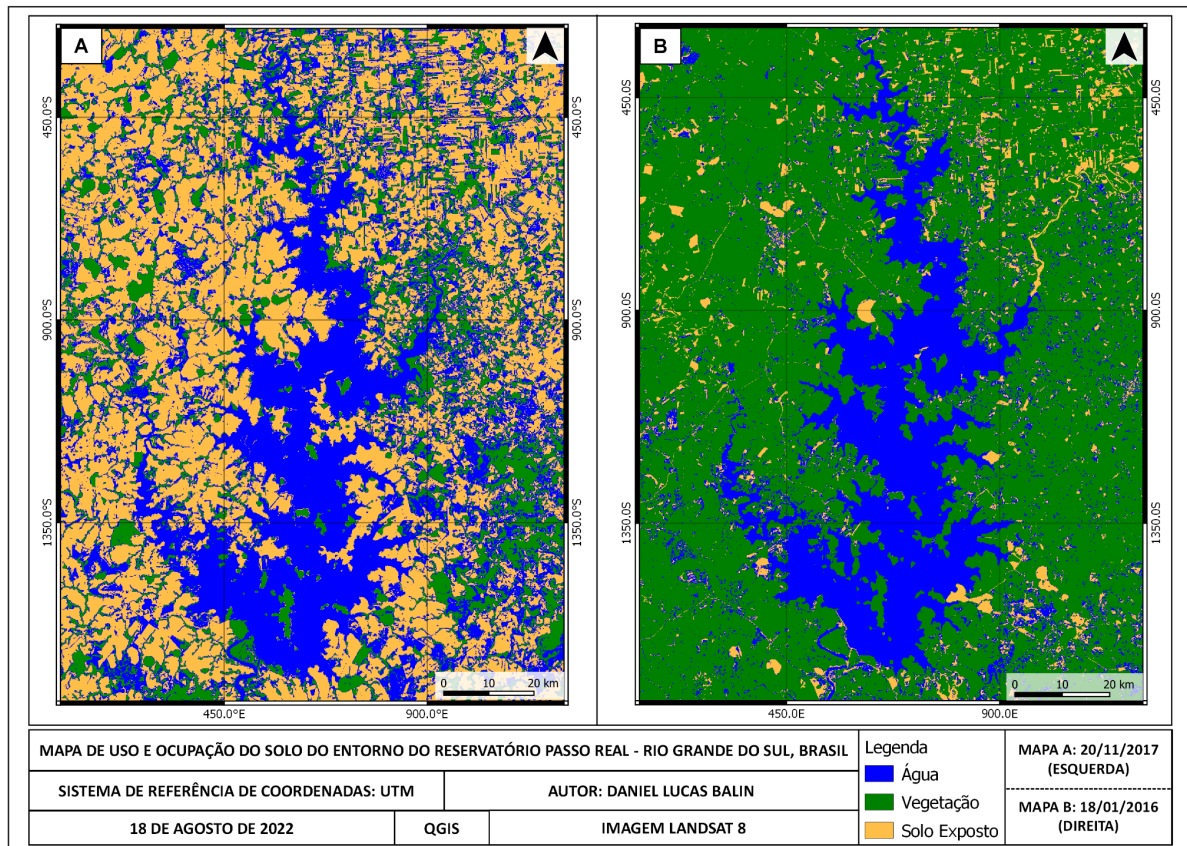 A
B
450.0°S
450.0°S
450.0S
450.0S
900.0°S
900.0°S
900.0S
900.0S
1350.0°S
1350.0°S
1350.0S
1350.0S
0 10 20 km
0 10 20 km
450.0°E
900.0°E
450.0E
900.0E
MAPA DE USO E OCUPAÇÃO DO SOLO DO ENTORNO DO RESERVATÓRIO PASSO REAL - RIO GRANDE DO SUL, BRASIL
SISTEMA DE REFERÊNCIA DE COORDENADAS: UTM
AUTOR: DANIEL LUCAS BALIN
18 DE AGOSTO DE 2022
QGIS
IMAGEM LANDSAT 8
Legenda
Água
Vegetação
Solo Exposto
MAPA A: 20/11/2017
(ESQUERDA)
MAPA B: 18/01/2016
(DIREITA)